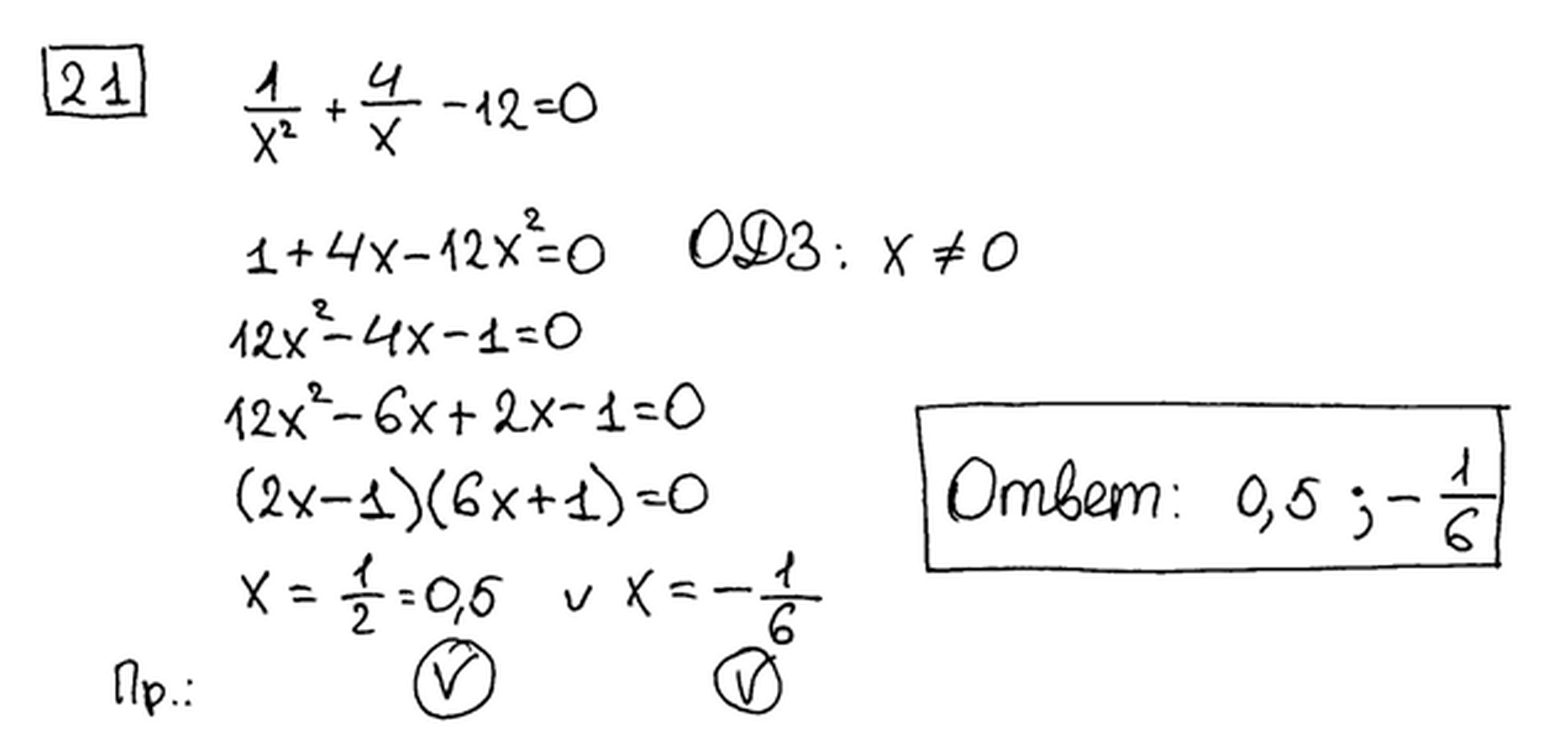 21 1/x² + 4/x - 12 = 0
1 + 4x - 12x² = 0 ОДЗ: x ≠ 0
12x² - 4x - 1 = 0
12x² - 6x + 2x - 1 = 0
(2x - 1)(6x + 1) = 0
x = 1/2 = 0,5 v x = - 1/6
Пр.: v v
Ответ: 0,5 ; - 1/6